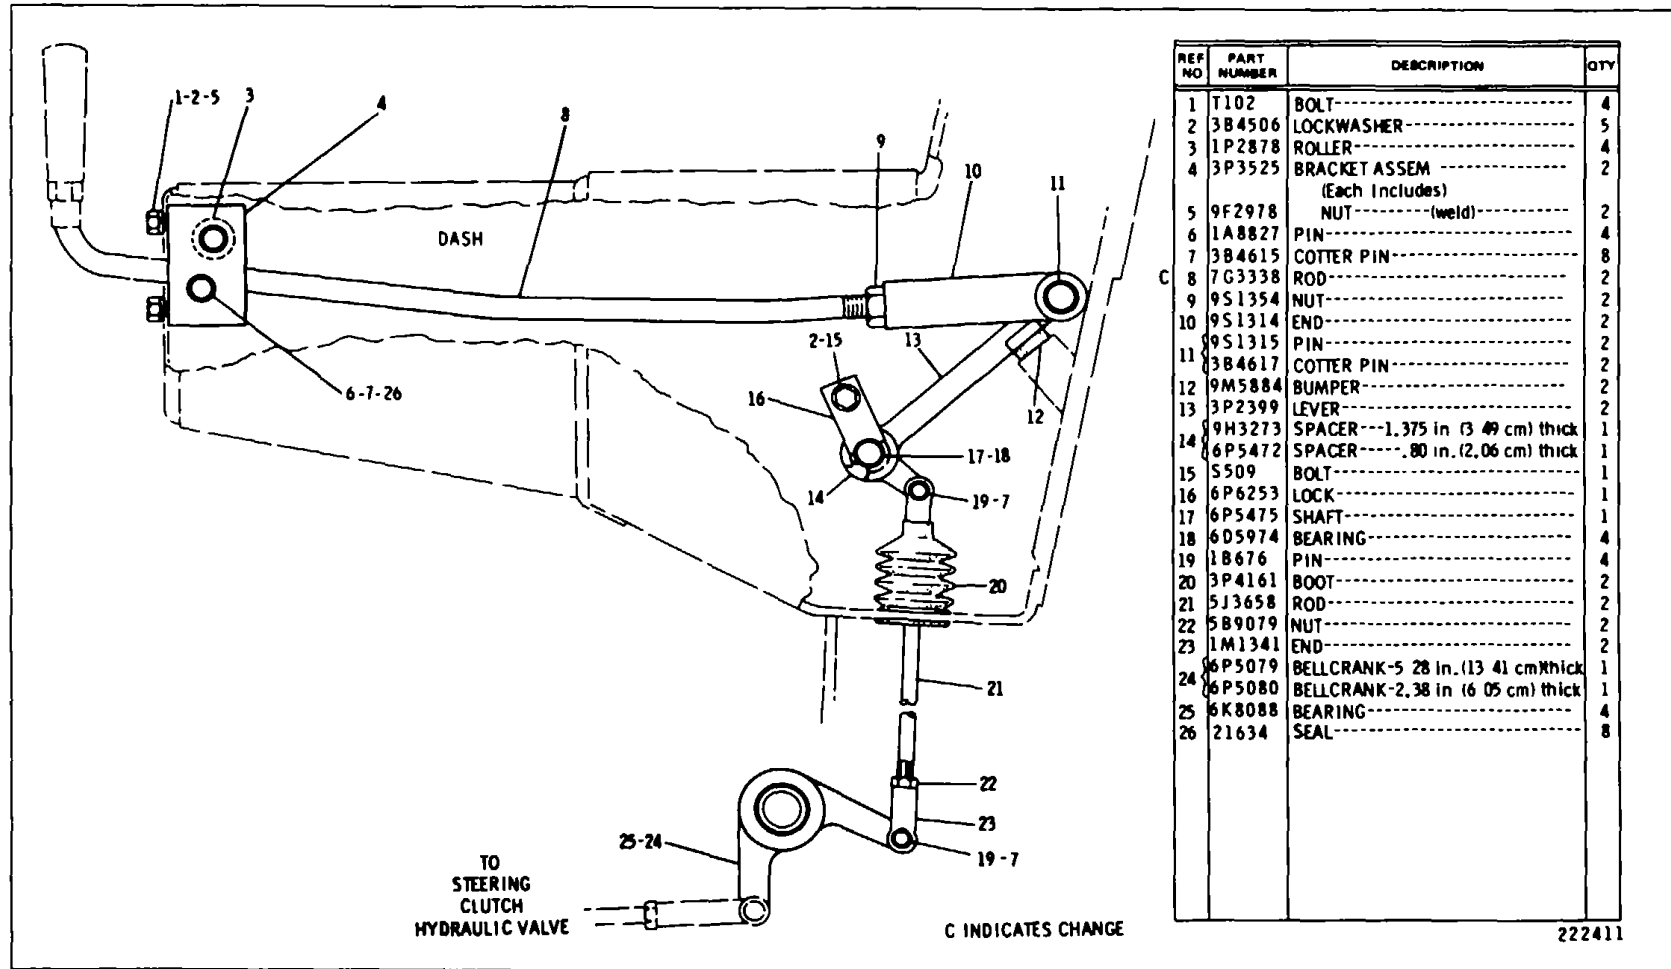 1-2-5
3
4
8
9
10
11
DASH
2-15
13
16
12
6-7-26
17-18
14
19-7
20
21
22
23
25-24
19-7
TO
STEERING
CLUTCH
HYDRAULIC VALVE
C INDICATES CHANGE
REF NO PART NUMBER DESCRIPTION QTY
1 T102 BOLT 4
2 3B4506 LOCKWASHER 5
3 1P2878 ROLLER 4
4 3P3525 BRACKET ASSEM 2
(Each Includes)
5 9F2978 NUT (weld) 2
6 1A8827 PIN 4
7 3B4615 COTTER PIN 8
C 8 7G3338 ROD 2
9 9S1354 NUT 2
10 9S1314 END 2
11 9S1315 PIN 2
3B4617 COTTER PIN 2
12 9M5884 BUMPER 2
13 3P2399 LEVER 2
14 9H3273 SPACER---1.375 in (3 49 cm) thick 1
6P5472 SPACER-----.80 in.(2.06 cm) thick 1
15 S509 BOLT 1
16 6P6253 LOCK 1
17 6P5475 SHAFT 1
18 6D5974 BEARING 4
19 1B676 PIN 4
20 3P4161 BOOT 2
21 5J3658 ROD 2
22 5B9079 NUT 2
23 1M1341 END 2
24 6P5079 BELLCRANK-5 28 in.(13 41 cm)thick 1
6P5080 BELLCRANK-2.38 in (6 05 cm) thick 1
25 6K8088 BEARING 4
26 21634 SEAL 8
222411